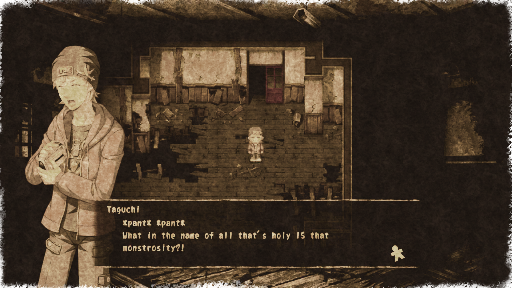 Taguchi
*pant* *pant*
What in the name of all that's holy IS that
monstrosity?!